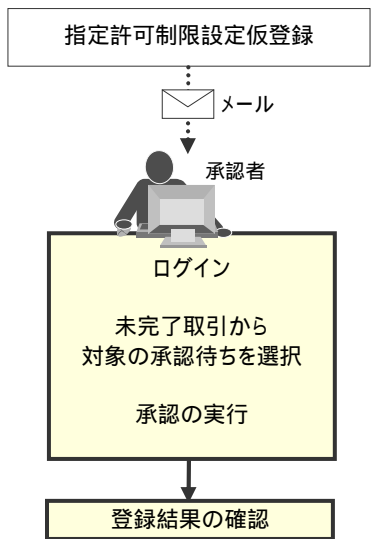 指定許可制限設定仮登録
メール
承認者
ログイン
未完了取引から
対象の承認待ちを選択
承認の実行
登録結果の確認